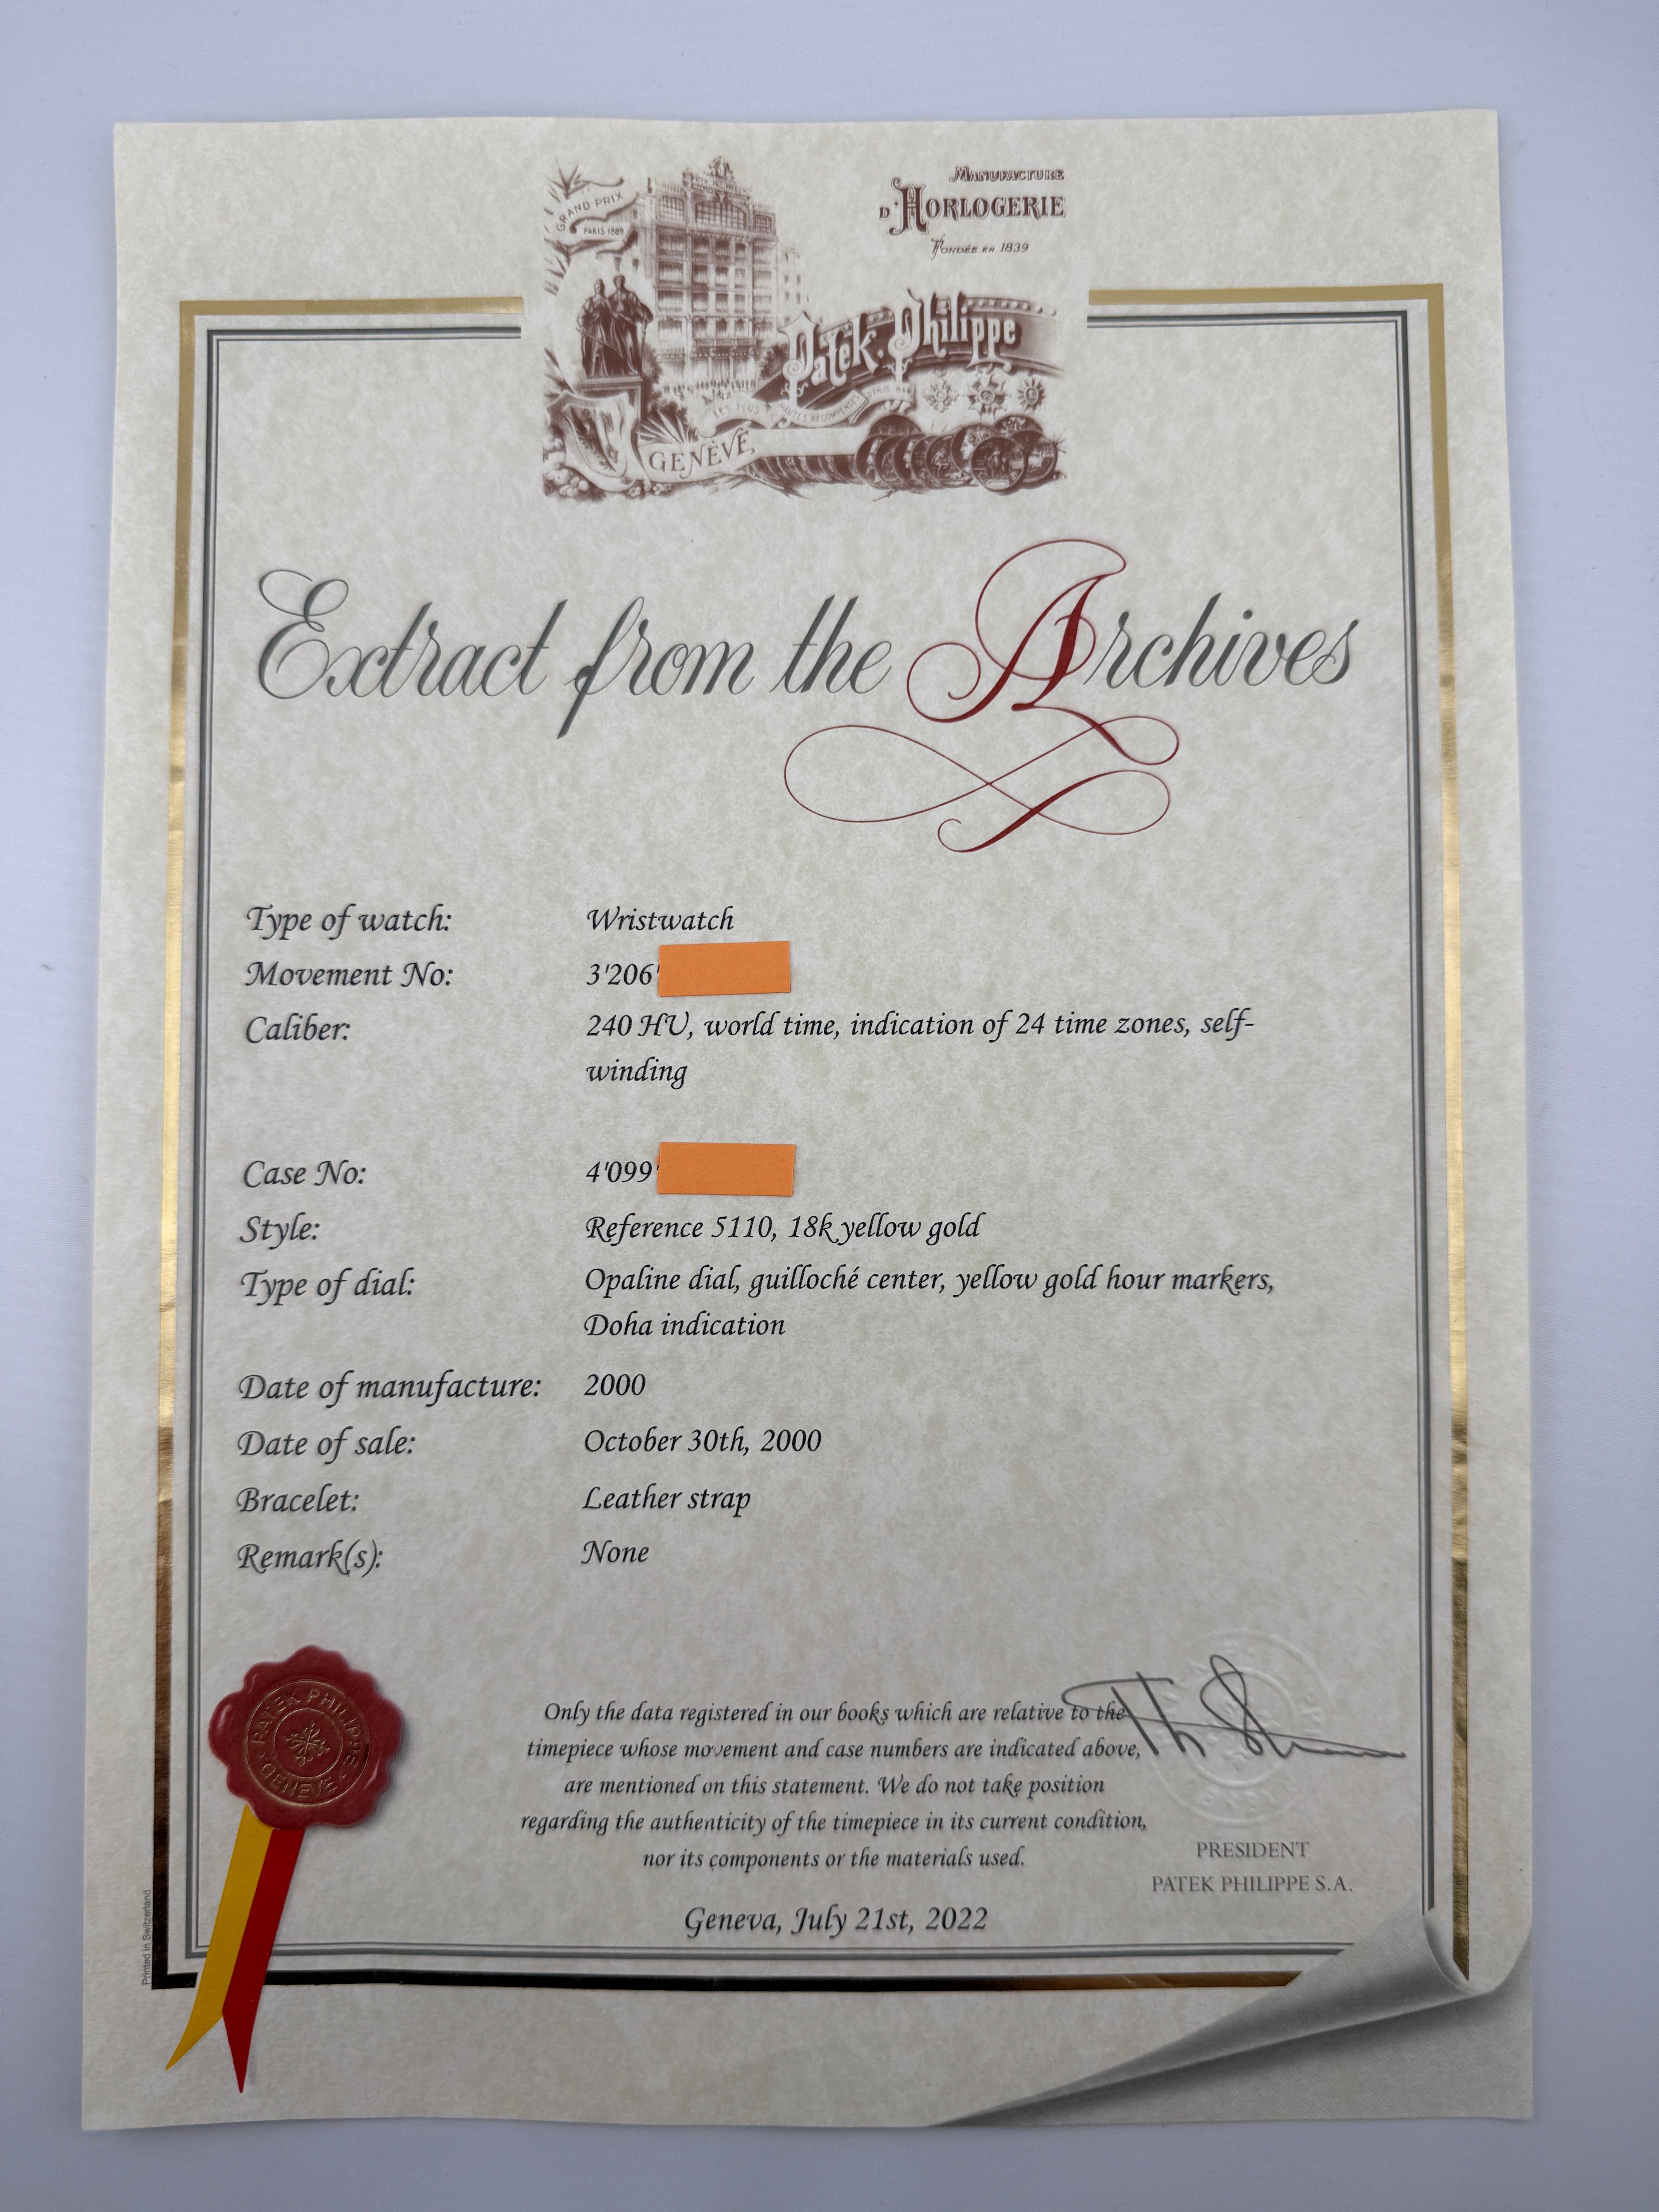 GRAND PRIX
PARIS 1889
MANUFACTURE
D'HORLOGERIE
FONDÉE EN 1839
Patek. Philippe
LES PLUS HAUTES RECOMPENSES
GENÈVE
Extract from the Archives
Type of watch: Wristwatch
Movement No: 3'206'
Caliber: 240 HU, world time, indication of 24 time zones, self-
winding
Case No: 4'099'
Style: Reference 5110, 18k yellow gold
Type of dial: Opaline dial, guilloché center, yellow gold hour markers,
Doha indication
Date of manufacture: 2000
Date of sale: October 30th, 2000
Bracelet: Leather strap
Remark(s): None
PATEK PHILIPPE
GENEVE
Only the data registered in our books which are relative to the
timepiece whose movement and case numbers are indicated above,
are mentioned on this statement. We do not take position
regarding the authenticity of the timepiece in its current condition,
nor its components or the materials used.
Geneva, July 21st, 2022
PRESIDENT
PATEK PHILIPPE S.A.
Printed in Switzerland